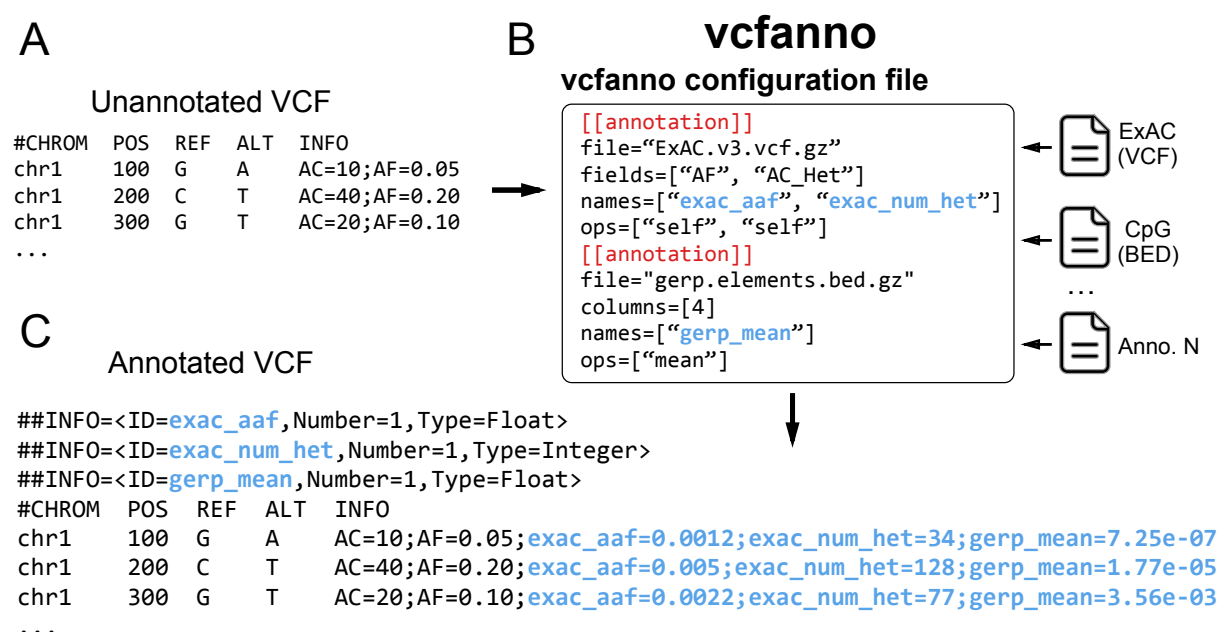 A
Unannotated VCF
#CHROM POS REF ALT INFO
chr1 100 G A AC=10;AF=0.05
chr1 200 C T AC=40;AF=0.20
chr1 300 G T AC=20;AF=0.10
...
B
vcfanno
vcfanno configuration file
[[annotation]]
file=“ExAC.v3.vcf.gz”
fields=[“AF”, “AC_Het”]
names=[“exac_aaf”, “exac_num_het”]
ops=[“self”, “self”]
[[annotation]]
file="gerp.elements.bed.gz"
columns=[4]
names=[“gerp_mean”]
ops=[“mean”]
ExAC
(VCF)
CpG
(BED)
...
Anno. N
C
Annotated VCF
##INFO=<ID=exac_aaf,Number=1,Type=Float>
##INFO=<ID=exac_num_het,Number=1,Type=Integer>
##INFO=<ID=gerp_mean,Number=1,Type=Float>
#CHROM POS REF ALT INFO
chr1 100 G A AC=10;AF=0.05;exac_aaf=0.0012;exac_num_het=34;gerp_mean=7.25e-07
chr1 200 C T AC=40;AF=0.20;exac_aaf=0.005;exac_num_het=128;gerp_mean=1.77e-05
chr1 300 G T AC=20;AF=0.10;exac_aaf=0.0022;exac_num_het=77;gerp_mean=3.56e-03
...